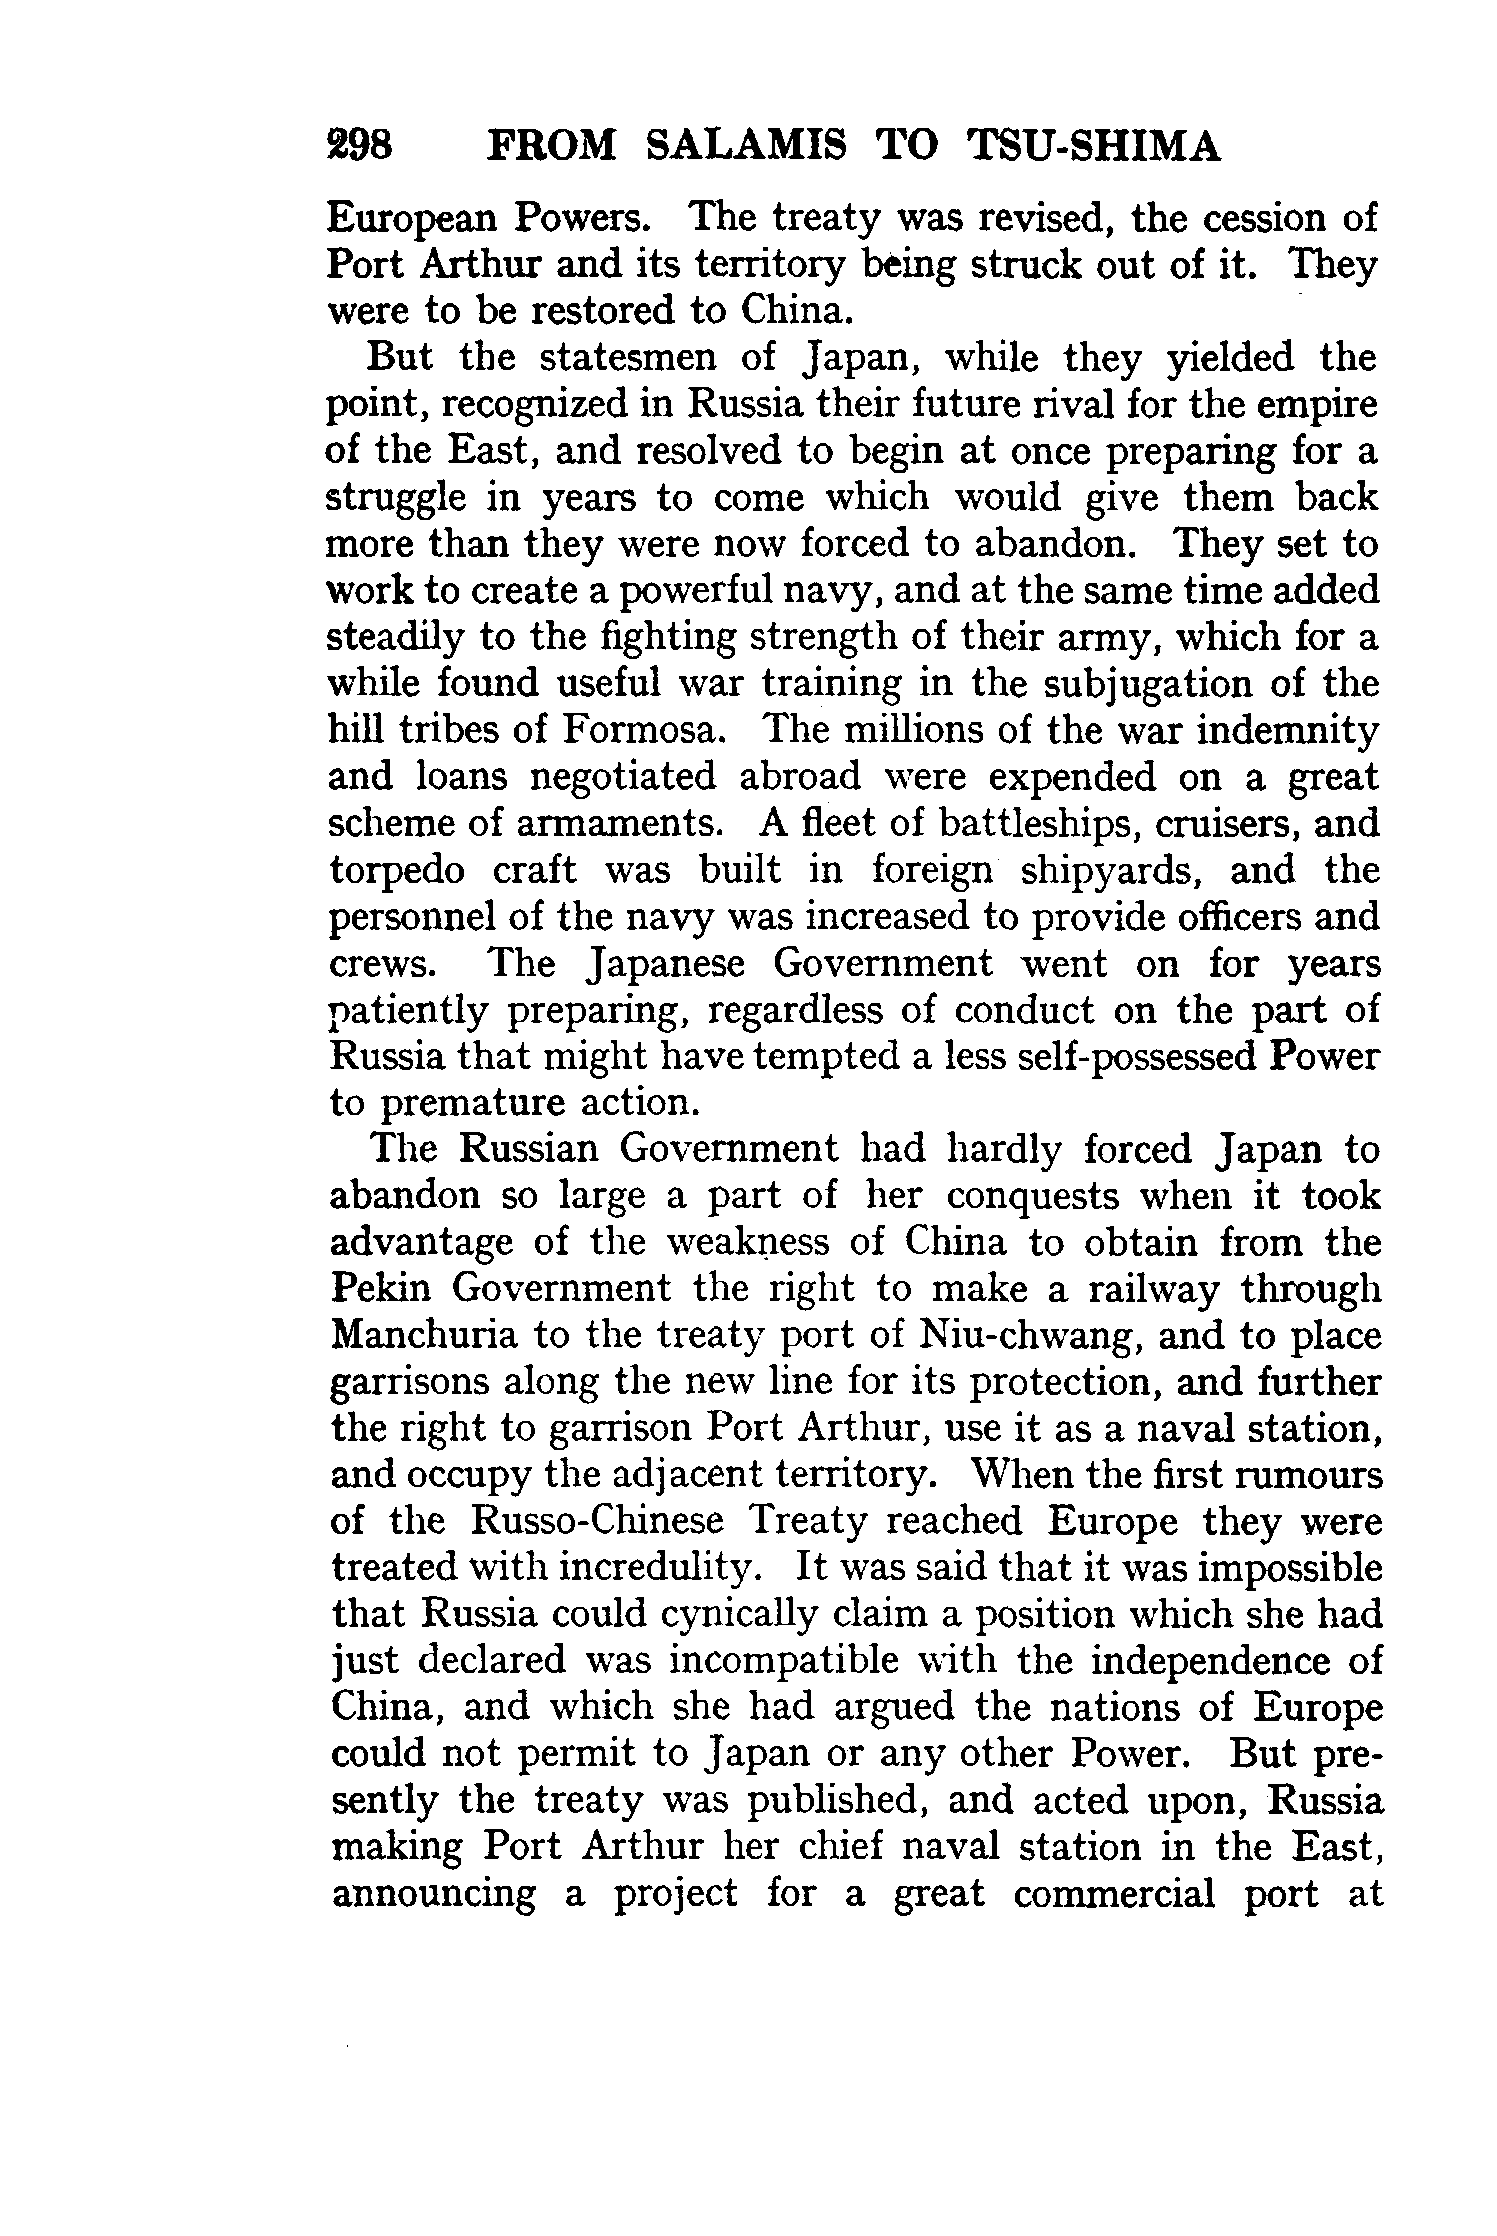 298 FROM SALAMIS TO TSU-SHIMA
European Powers. The treaty was revised, the cession of
Port Arthur and its territory being struck out of it. They
were to be restored to China.
But the statesmen of Japan, while they yielded the
point, recognized in Russia their future rival for the empire
of the East, and resolved to begin at once preparing for a
struggle in years to come which would give them back
more than they were now forced to abandon. They set to
work to create a powerful navy, and at the same time added
steadily to the fighting strength of their army, which for a
while found useful war training in the subjugation of the
hill tribes of Formosa. The millions of the war indemnity
and loans negotiated abroad were expended on a great
scheme of armaments. A fleet of battleships, cruisers, and
torpedo craft was built in foreign shipyards, and the
personnel of the navy was increased to provide officers and
crews. The Japanese Government went on for years
patiently preparing, regardless of conduct on the part of
Russia that might have tempted a less self-possessed Power
to premature action.
The Russian Government had hardly forced Japan to
abandon so large a part of her conquests when it took
advantage of the weakness of China to obtain from the
Pekin Government the right to make a railway through
Manchuria to the treaty port of Niu-chwang, and to place
garrisons along the new line for its protection, and further
the right to garrison Port Arthur, use it as a naval station,
and occupy the adjacent territory. When the first rumours
of the Russo-Chinese Treaty reached Europe they were
treated with incredulity. It was said that it was impossible
that Russia could cynically claim a position which she had
just declared was incompatible with the independence of
China, and which she had argued the nations of Europe
could not permit to Japan or any other Power. But pre-
sently the treaty was published, and acted upon, Russia
making Port Arthur her chief naval station in the East,
announcing a project for a great commercial port at